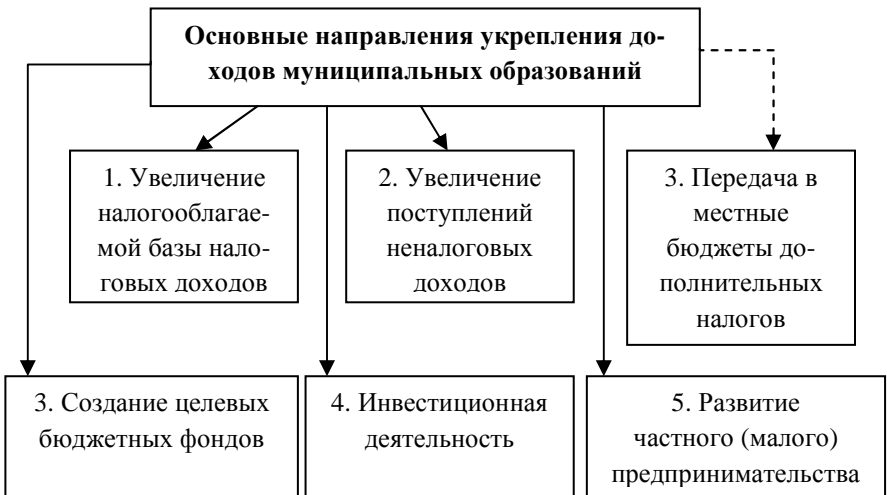 Основные направления укрепления до-
ходов муниципальных образований
1. Увеличение
налогооблагае-
мой базы нало-
говых доходов
2. Увеличение
поступлений
неналоговых
доходов
3. Передача в
местные
бюджеты до-
полнительных
налогов
3. Создание целевых
бюджетных фондов
4. Инвестиционная
деятельность
5. Развитие
частного (малого)
предпринимательства